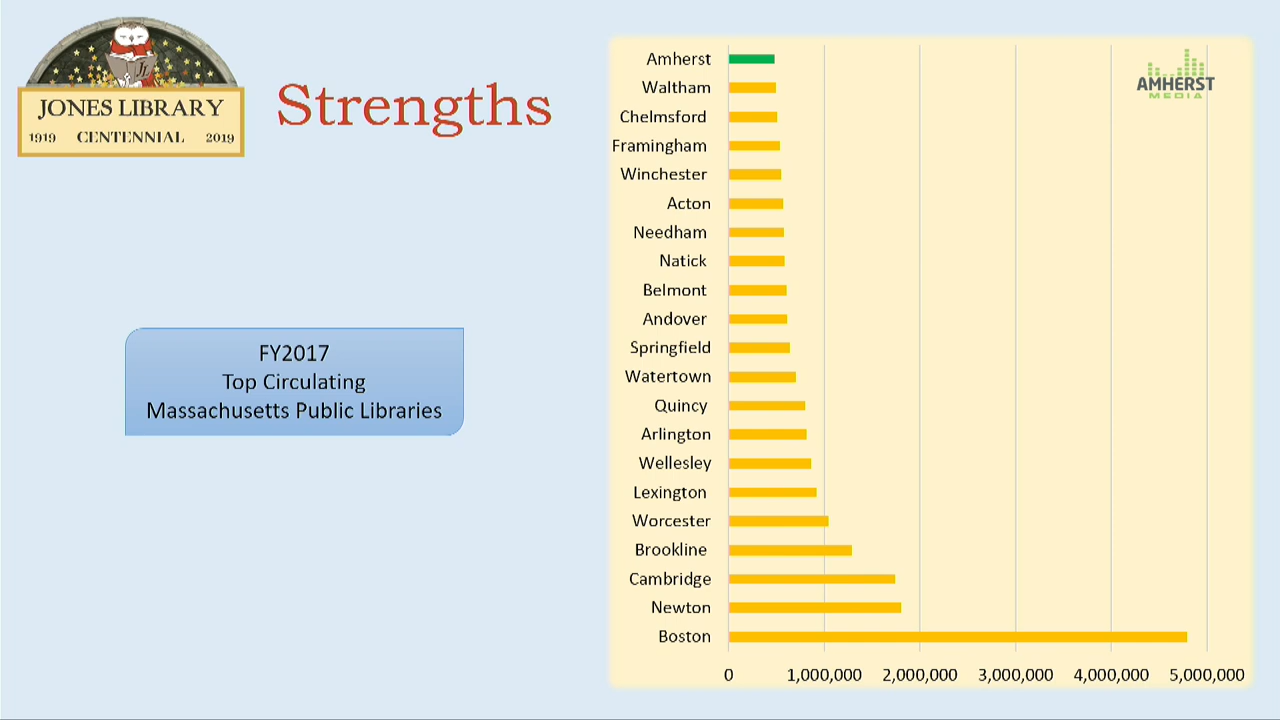 JONES LIBRARY
1919 CENTENNIAL 2019
Strengths
FY2017
Top Circulating
Massachusetts Public Libraries
AMHERST
MEDIA
Amherst
Waltham
Chelmsford
Framingham
Winchester
Acton
Needham
Natick
Belmont
Andover
Springfield
Watertown
Quincy
Arlington
Wellesley
Lexington
Worcester
Brookline
Cambridge
Newton
Boston
0 1,000,000 2,000,000 3,000,000 4,000,000 5,000,000